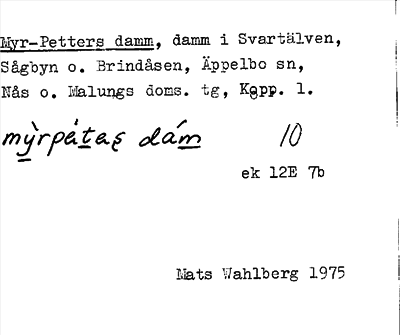 Myr-Petters damm, damm i Svartälven,
Sågbyn o. Brindåsen, Äppelbo sn,
Nås o. Malungs doms. tg, Kopp. l.
mỳrpétas dám 10
ek 12E 7b
Mats Wahlberg 1975